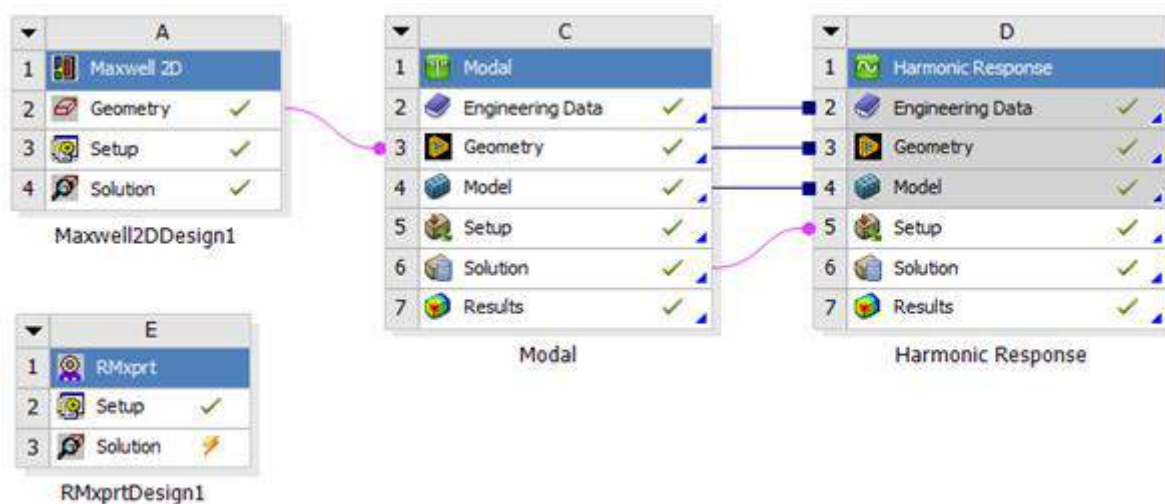 A
1 Maxwell 2D
2 Geometry
3 Setup
4 Solution
Maxwell2DDesign1
C
1 Modal
2 Engineering Data
3 Geometry
4 Model
5 Setup
6 Solution
7 Results
Modal
D
1 Harmonic Response
2 Engineering Data
3 Geometry
4 Model
5 Setup
6 Solution
7 Results
Harmonic Response
E
1 RMxprt
2 Setup
3 Solution
RMxprtDesign1